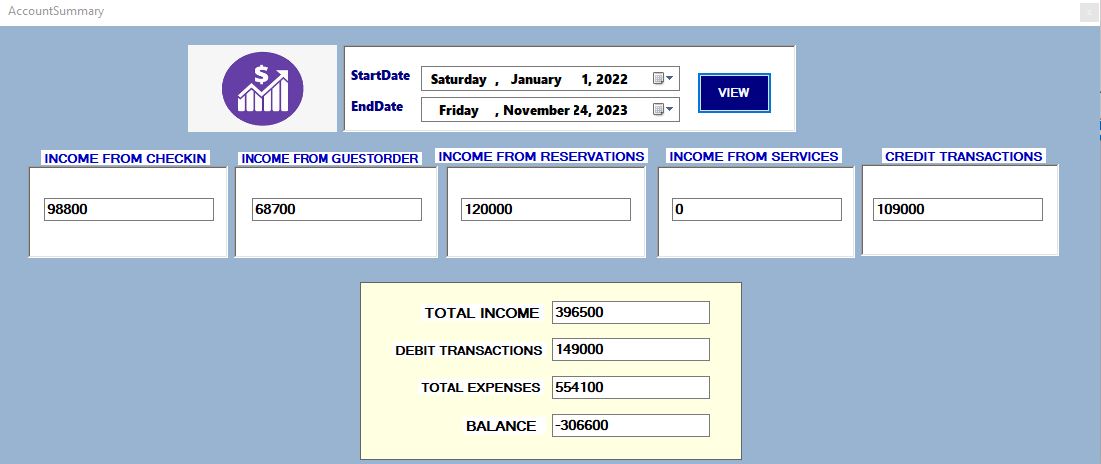 AccountSummary
x
$
StartDate Saturday , January 1, 2022
EndDate Friday , November 24, 2023
VIEW
INCOME FROM CHECKIN
INCOME FROM GUESTORDER
INCOME FROM RESERVATIONS
INCOME FROM SERVICES
CREDIT TRANSACTIONS
98800
68700
120000
0
109000
TOTAL INCOME 396500
DEBIT TRANSACTIONS 149000
TOTAL EXPENSES 554100
BALANCE -306600